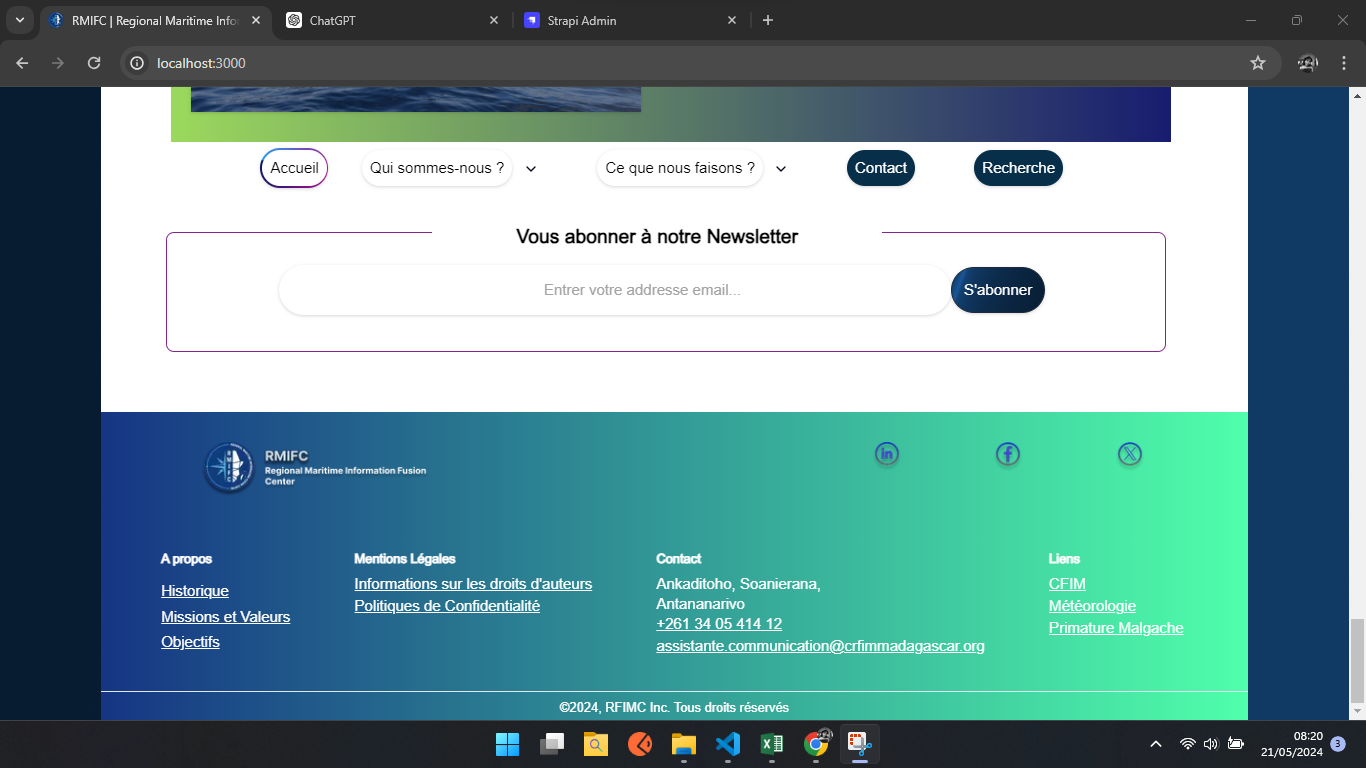 RMIFC | Regional Maritime Infor
ChatGPT
Strapi Admin
localhost:3000
Accueil
Qui sommes-nous ?
Ce que nous faisons ?
Contact
Recherche
Vous abonner à notre Newsletter
Entrer votre addresse email...
S'abonner
RMIFC
Regional Maritime Information Fusion
Center
A propos
Historique
Missions et Valeurs
Objectifs
Mentions Légales
Informations sur les droits d'auteurs
Politiques de Confidentialité
Contact
Ankaditoho, Soanierana,
Antananarivo
+261 34 05 414 12
assistante.communication@crfimmadagascar.org
Liens
CFIM
Météorologie
Primature Malgache
©2024, RFIMC Inc. Tous droits réservés
08:20
21/05/2024
3